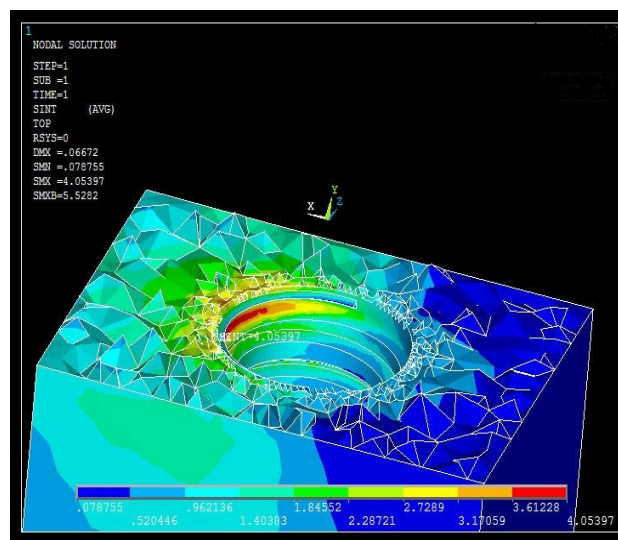 1
NODAL SOLUTION
STEP=1
SUB =1
TIME=1
SINT (AVG)
TOP
RSYS=0
DMX =.06672
SMN =.078755
SMX =4.05397
SMXB=5.5282
Y
X Z
=4.05397
.078755 .962136 1.84552 2.7289 3.61228
.520446 1.40383 2.28721 3.17059 4.05397